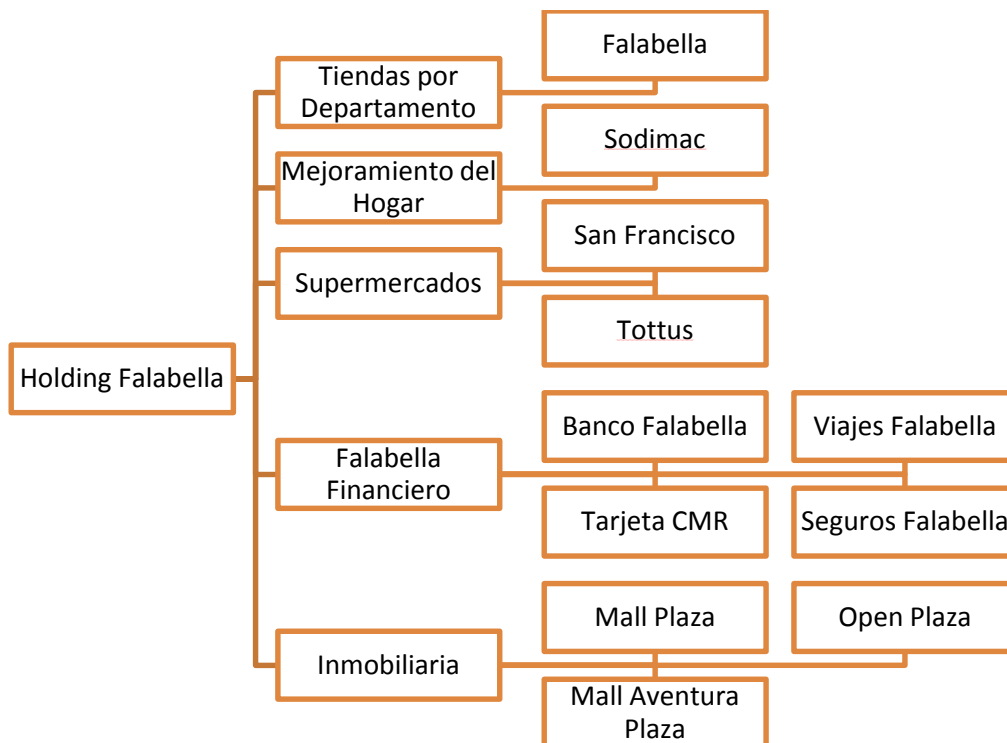 Holding Falabella
Tiendas por
Departamento
Falabella
Mejoramiento del
Hogar
Sodimac
Supermercados
San Francisco
Tottus
Falabella
Financiero
Banco Falabella
Viajes Falabella
Tarjeta CMR
Seguros Falabella
Inmobiliaria
Mall Plaza
Open Plaza
Mall Aventura
Plaza